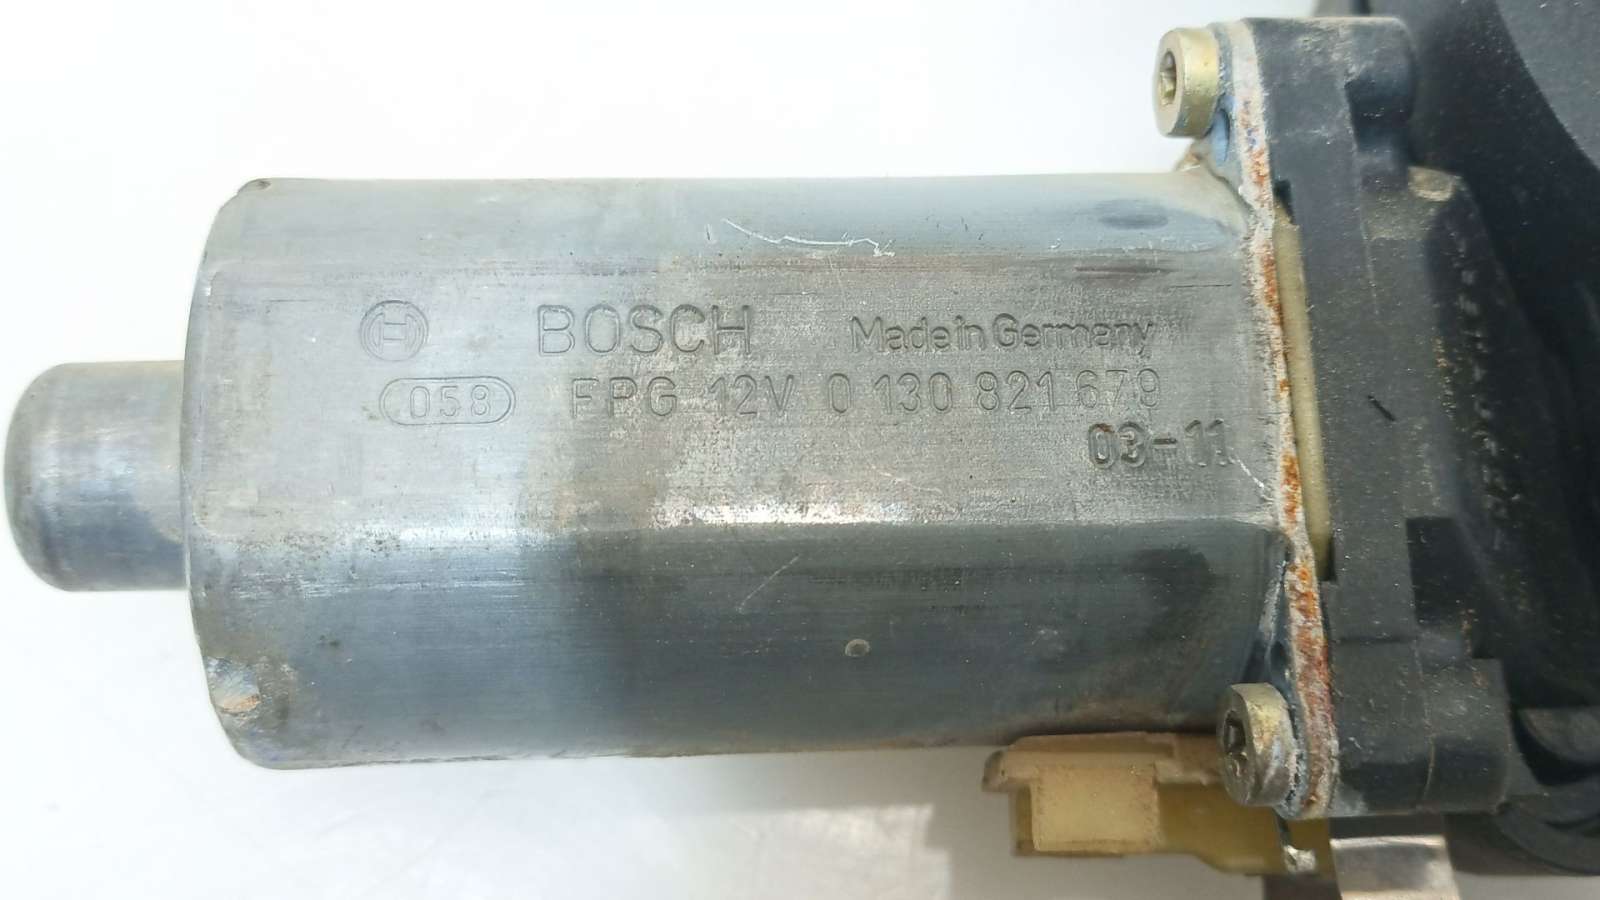 BOSCH Made in Germany
058 FPG 12V 0 130 821 679
03-11